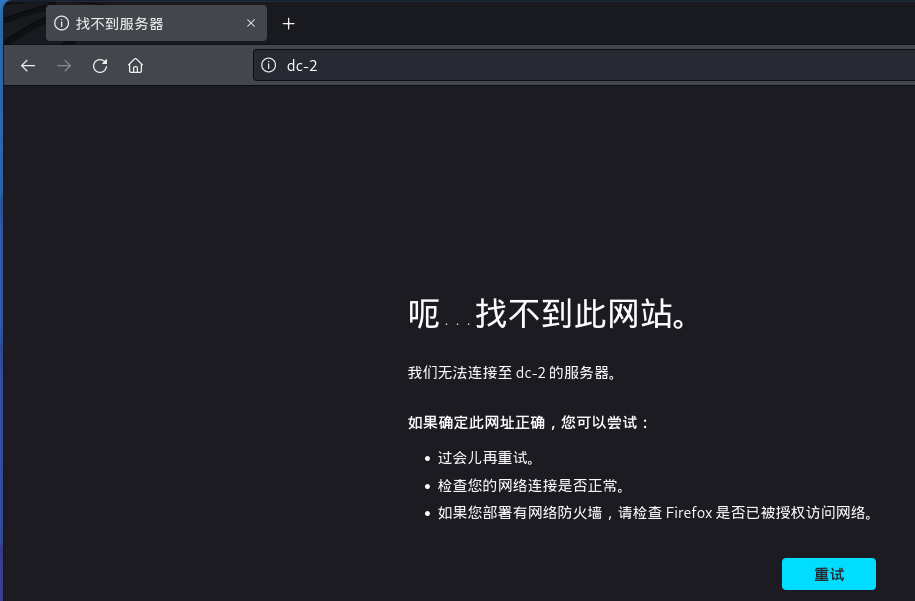 找不到服务器
dc-2
呃...找不到此网站。
我们无法连接至 dc-2 的服务器。
如果确定此网址正确，您可以尝试：
• 过会儿再重试。
• 检查您的网络连接是否正常。
• 如果您部署有网络防火墙，请检查 Firefox 是否已被授权访问网络。
重试